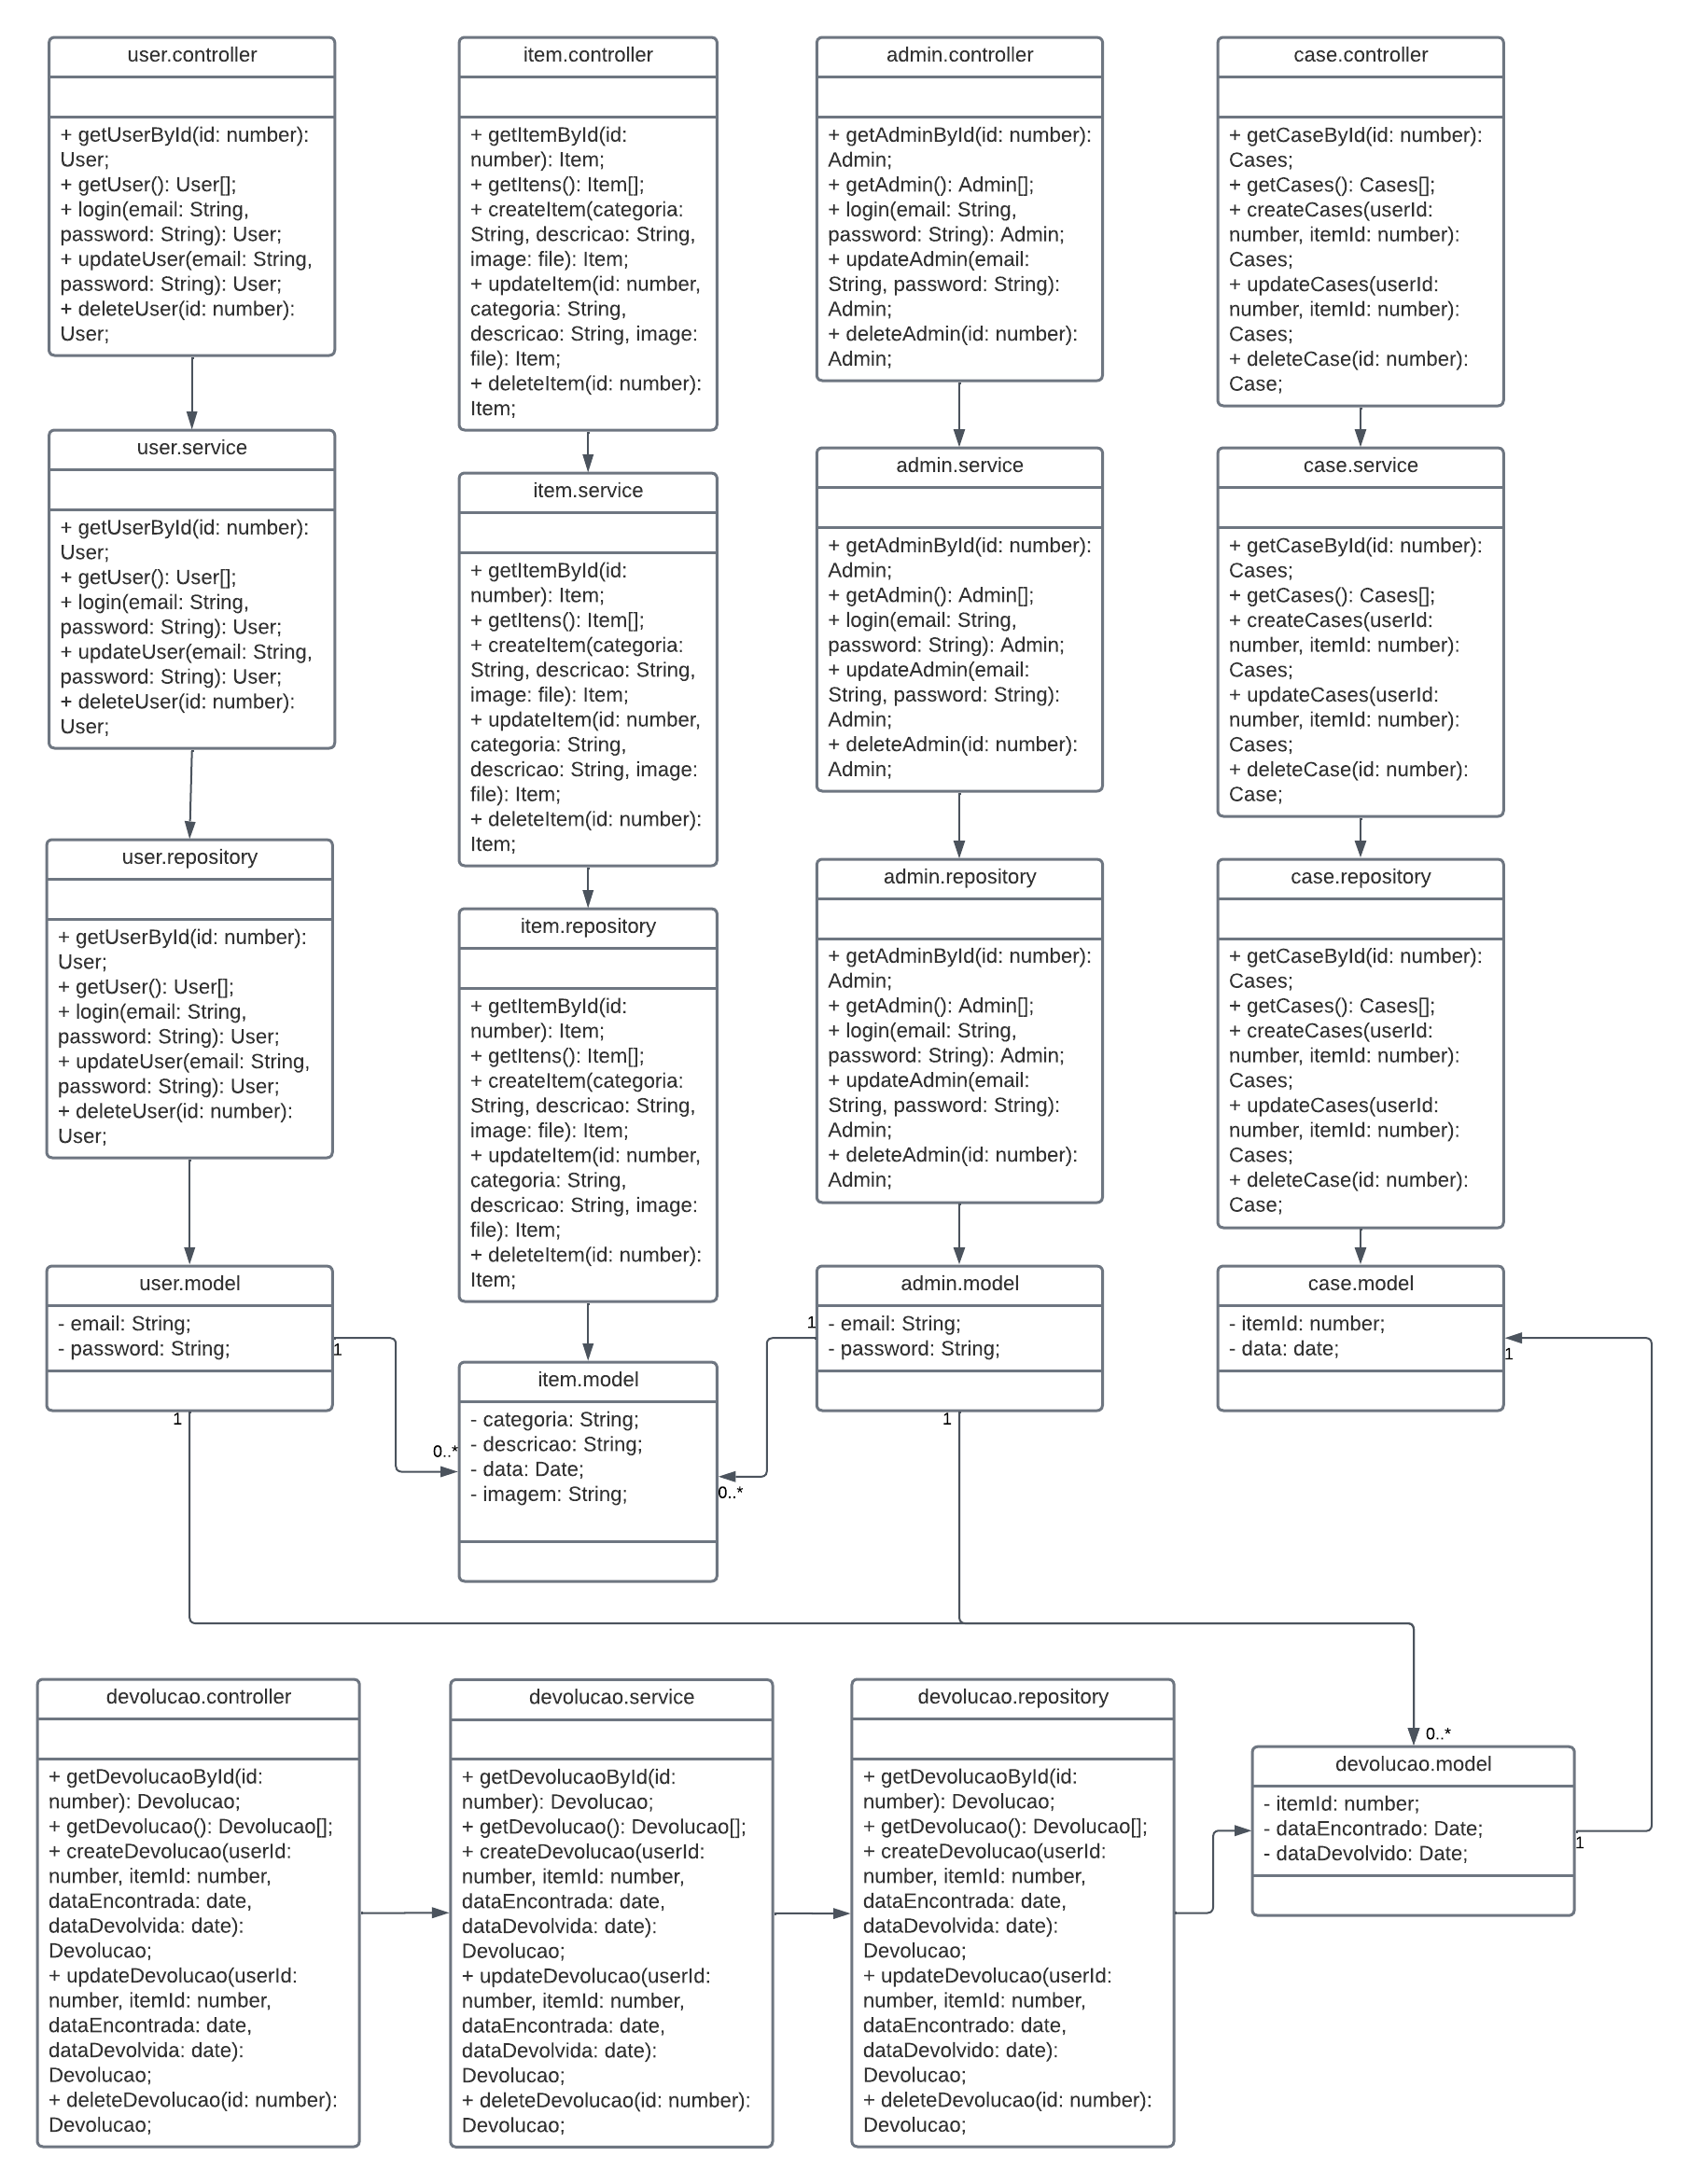 user.controller
+ getUserById(id: number):
User;
+ getUser(): User[];
+ login(email: String,
password: String): User;
+ updateUser(email: String,
password: String): User;
+ deleteUser(id: number):
User;
item.controller
+ getItemById(id:
number): Item;
+ getItens(): Item[];
+ createItem(categoria:
String, descricao: String,
image: file): Item;
+ updateItem(id: number,
categoria: String,
descricao: String, image:
file): Item;
+ deleteItem(id: number):
Item;
admin.controller
+ getAdminById(id: number):
Admin;
+ getAdmin(): Admin[];
+ login(email: String,
password: String): Admin;
+ updateAdmin(email:
String, password: String):
Admin;
+ deleteAdmin(id: number):
Admin;
case.controller
+ getCaseById(id: number):
Cases;
+ getCases(): Cases[];
+ createCases(userId:
number, itemId: number):
Cases;
+ updateCases(userId:
number, itemId: number):
Cases;
+ deleteCase(id: number):
Case;
user.service
+ getUserById(id: number):
User;
+ getUser(): User[];
+ login(email: String,
password: String): User;
+ updateUser(email: String,
password: String): User;
+ deleteUser(id: number):
User;
item.service
+ getItemById(id:
number): Item;
+ getItens(): Item[];
+ createItem(categoria:
String, descricao: String,
image: file): Item;
+ updateItem(id: number,
categoria: String,
descricao: String, image:
file): Item;
+ deleteItem(id: number):
Item;
admin.service
+ getAdminById(id: number):
Admin;
+ getAdmin(): Admin[];
+ login(email: String,
password: String): Admin;
+ updateAdmin(email:
String, password: String):
Admin;
+ deleteAdmin(id: number):
Admin;
case.service
+ getCaseById(id: number):
Cases;
+ getCases(): Cases[];
+ createCases(userId:
number, itemId: number):
Cases;
+ updateCases(userId:
number, itemId: number):
Cases;
+ deleteCase(id: number):
Case;
user.repository
+ getUserById(id: number):
User;
+ getUser(): User[];
+ login(email: String,
password: String): User;
+ updateUser(email: String,
password: String): User;
+ deleteUser(id: number):
User;
item.repository
+ getItemById(id:
number): Item;
+ getItens(): Item[];
+ createItem(categoria:
String, descricao: String,
image: file): Item;
+ updateItem(id: number,
categoria: String,
descricao: String, image:
file): Item;
+ deleteItem(id: number):
Item;
admin.repository
+ getAdminById(id: number):
Admin;
+ getAdmin(): Admin[];
+ login(email: String,
password: String): Admin;
+ updateAdmin(email:
String, password: String):
Admin;
+ deleteAdmin(id: number):
Admin;
case.repository
+ getCaseById(id: number):
Cases;
+ getCases(): Cases[];
+ createCases(userId:
number, itemId: number):
Cases;
+ updateCases(userId:
number, itemId: number):
Cases;
+ deleteCase(id: number):
Case;
user.model
- email: String;
- password: String;
1
1
item.model
- categoria: String;
- descricao: String;
- data: Date;
- imagem: String;
0..*
0..*
admin.model
- email: String;
- password: String;
1
1
case.model
- itemId: number;
- data: date;
1
devolucao.controller
+ getDevolucaoById(id:
number): Devolucao;
+ getDevolucao(): Devolucao[];
+ createDevolucao(userId:
number, itemId: number,
dataEncontrada: date,
dataDevolvida: date):
Devolucao;
+ updateDevolucao(userId:
number, itemId: number,
dataEncontrada: date,
dataDevolvida: date):
Devolucao;
+ deleteDevolucao(id: number):
Devolucao;
devolucao.service
+ getDevolucaoById(id:
number): Devolucao;
+ getDevolucao(): Devolucao[];
+ createDevolucao(userId:
number, itemId: number,
dataEncontrada: date,
dataDevolvida: date):
Devolucao;
+ updateDevolucao(userId:
number, itemId: number,
dataEncontrada: date,
dataDevolvida: date):
Devolucao;
+ deleteDevolucao(id: number):
Devolucao;
devolucao.repository
+ getDevolucaoById(id:
number): Devolucao;
+ getDevolucao(): Devolucao[];
+ createDevolucao(userId:
number, itemId: number,
dataEncontrada: date,
dataDevolvida: date):
Devolucao;
+ updateDevolucao(userId:
number, itemId: number,
dataEncontrado: date,
dataDevolvido: date):
Devolucao;
+ deleteDevolucao(id: number):
Devolucao;
0..*
devolucao.model
- itemId: number;
- dataEncontrado: Date;
- dataDevolvido: Date;
1